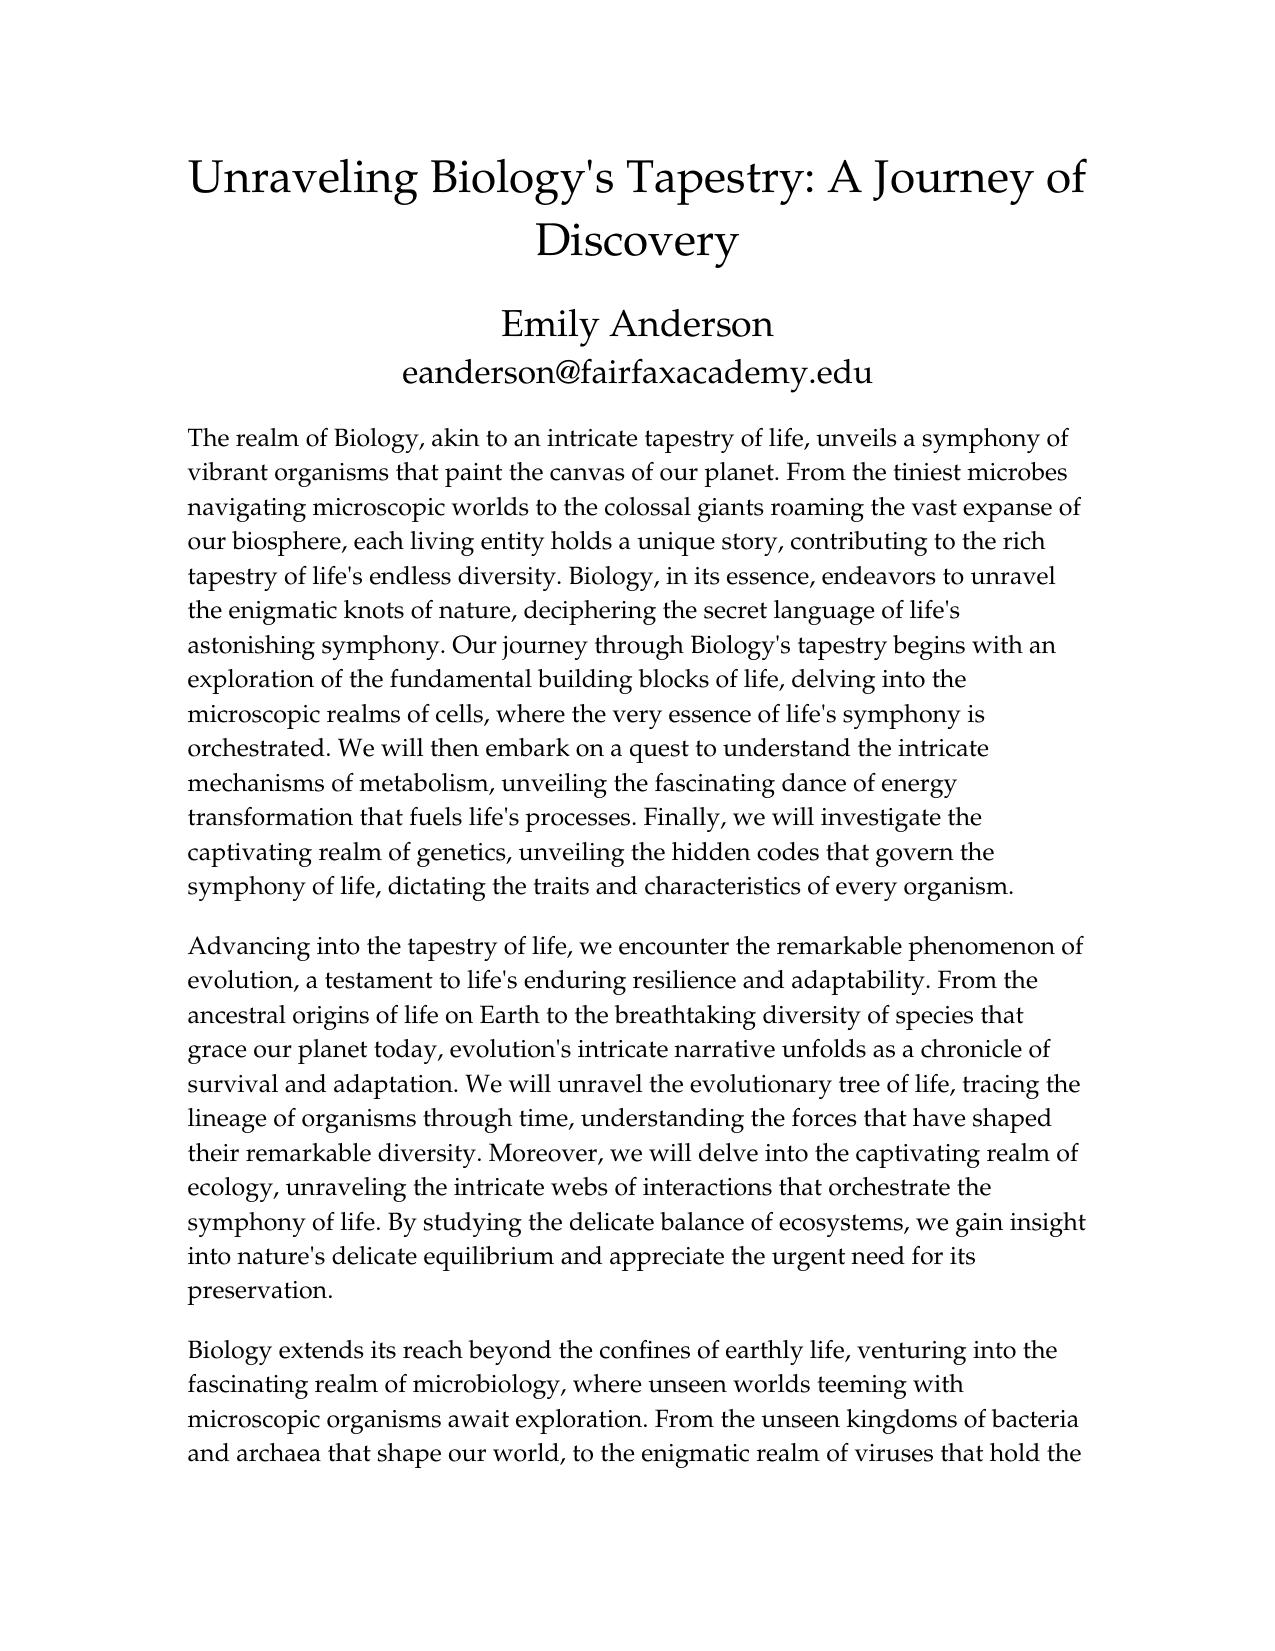 Unraveling Biology's Tapestry: A Journey of
Discovery
Emily Anderson
eanderson@fairfaxacademy.edu
The realm of Biology, akin to an intricate tapestry of life, unveils a symphony of
vibrant organisms that paint the canvas of our planet. From the tiniest microbes
navigating microscopic worlds to the colossal giants roaming the vast expanse of
our biosphere, each living entity holds a unique story, contributing to the rich
tapestry of life's endless diversity. Biology, in its essence, endeavors to unravel
the enigmatic knots of nature, deciphering the secret language of life's
astonishing symphony. Our journey through Biology's tapestry begins with an
exploration of the fundamental building blocks of life, delving into the
microscopic realms of cells, where the very essence of life's symphony is
orchestrated. We will then embark on a quest to understand the intricate
mechanisms of metabolism, unveiling the fascinating dance of energy
transformation that fuels life's processes. Finally, we will investigate the
captivating realm of genetics, unveiling the hidden codes that govern the
symphony of life, dictating the traits and characteristics of every organism.
Advancing into the tapestry of life, we encounter the remarkable phenomenon of
evolution, a testament to life's enduring resilience and adaptability. From the
ancestral origins of life on Earth to the breathtaking diversity of species that
grace our planet today, evolution's intricate narrative unfolds as a chronicle of
survival and adaptation. We will unravel the evolutionary tree of life, tracing the
lineage of organisms through time, understanding the forces that have shaped
their remarkable diversity. Moreover, we will delve into the captivating realm of
ecology, unraveling the intricate webs of interactions that orchestrate the
symphony of life. By studying the delicate balance of ecosystems, we gain insight
into nature's delicate equilibrium and appreciate the urgent need for its
preservation.
Biology extends its reach beyond the confines of earthly life, venturing into the
fascinating realm of microbiology, where unseen worlds teeming with
microscopic organisms await exploration. From the unseen kingdoms of bacteria
and archaea that shape our world, to the enigmatic realm of viruses that hold the